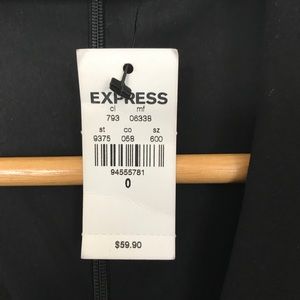 EXPRESS
cl mf
793 06338
st co sz
9375 058 600
94555781
0
$59.90